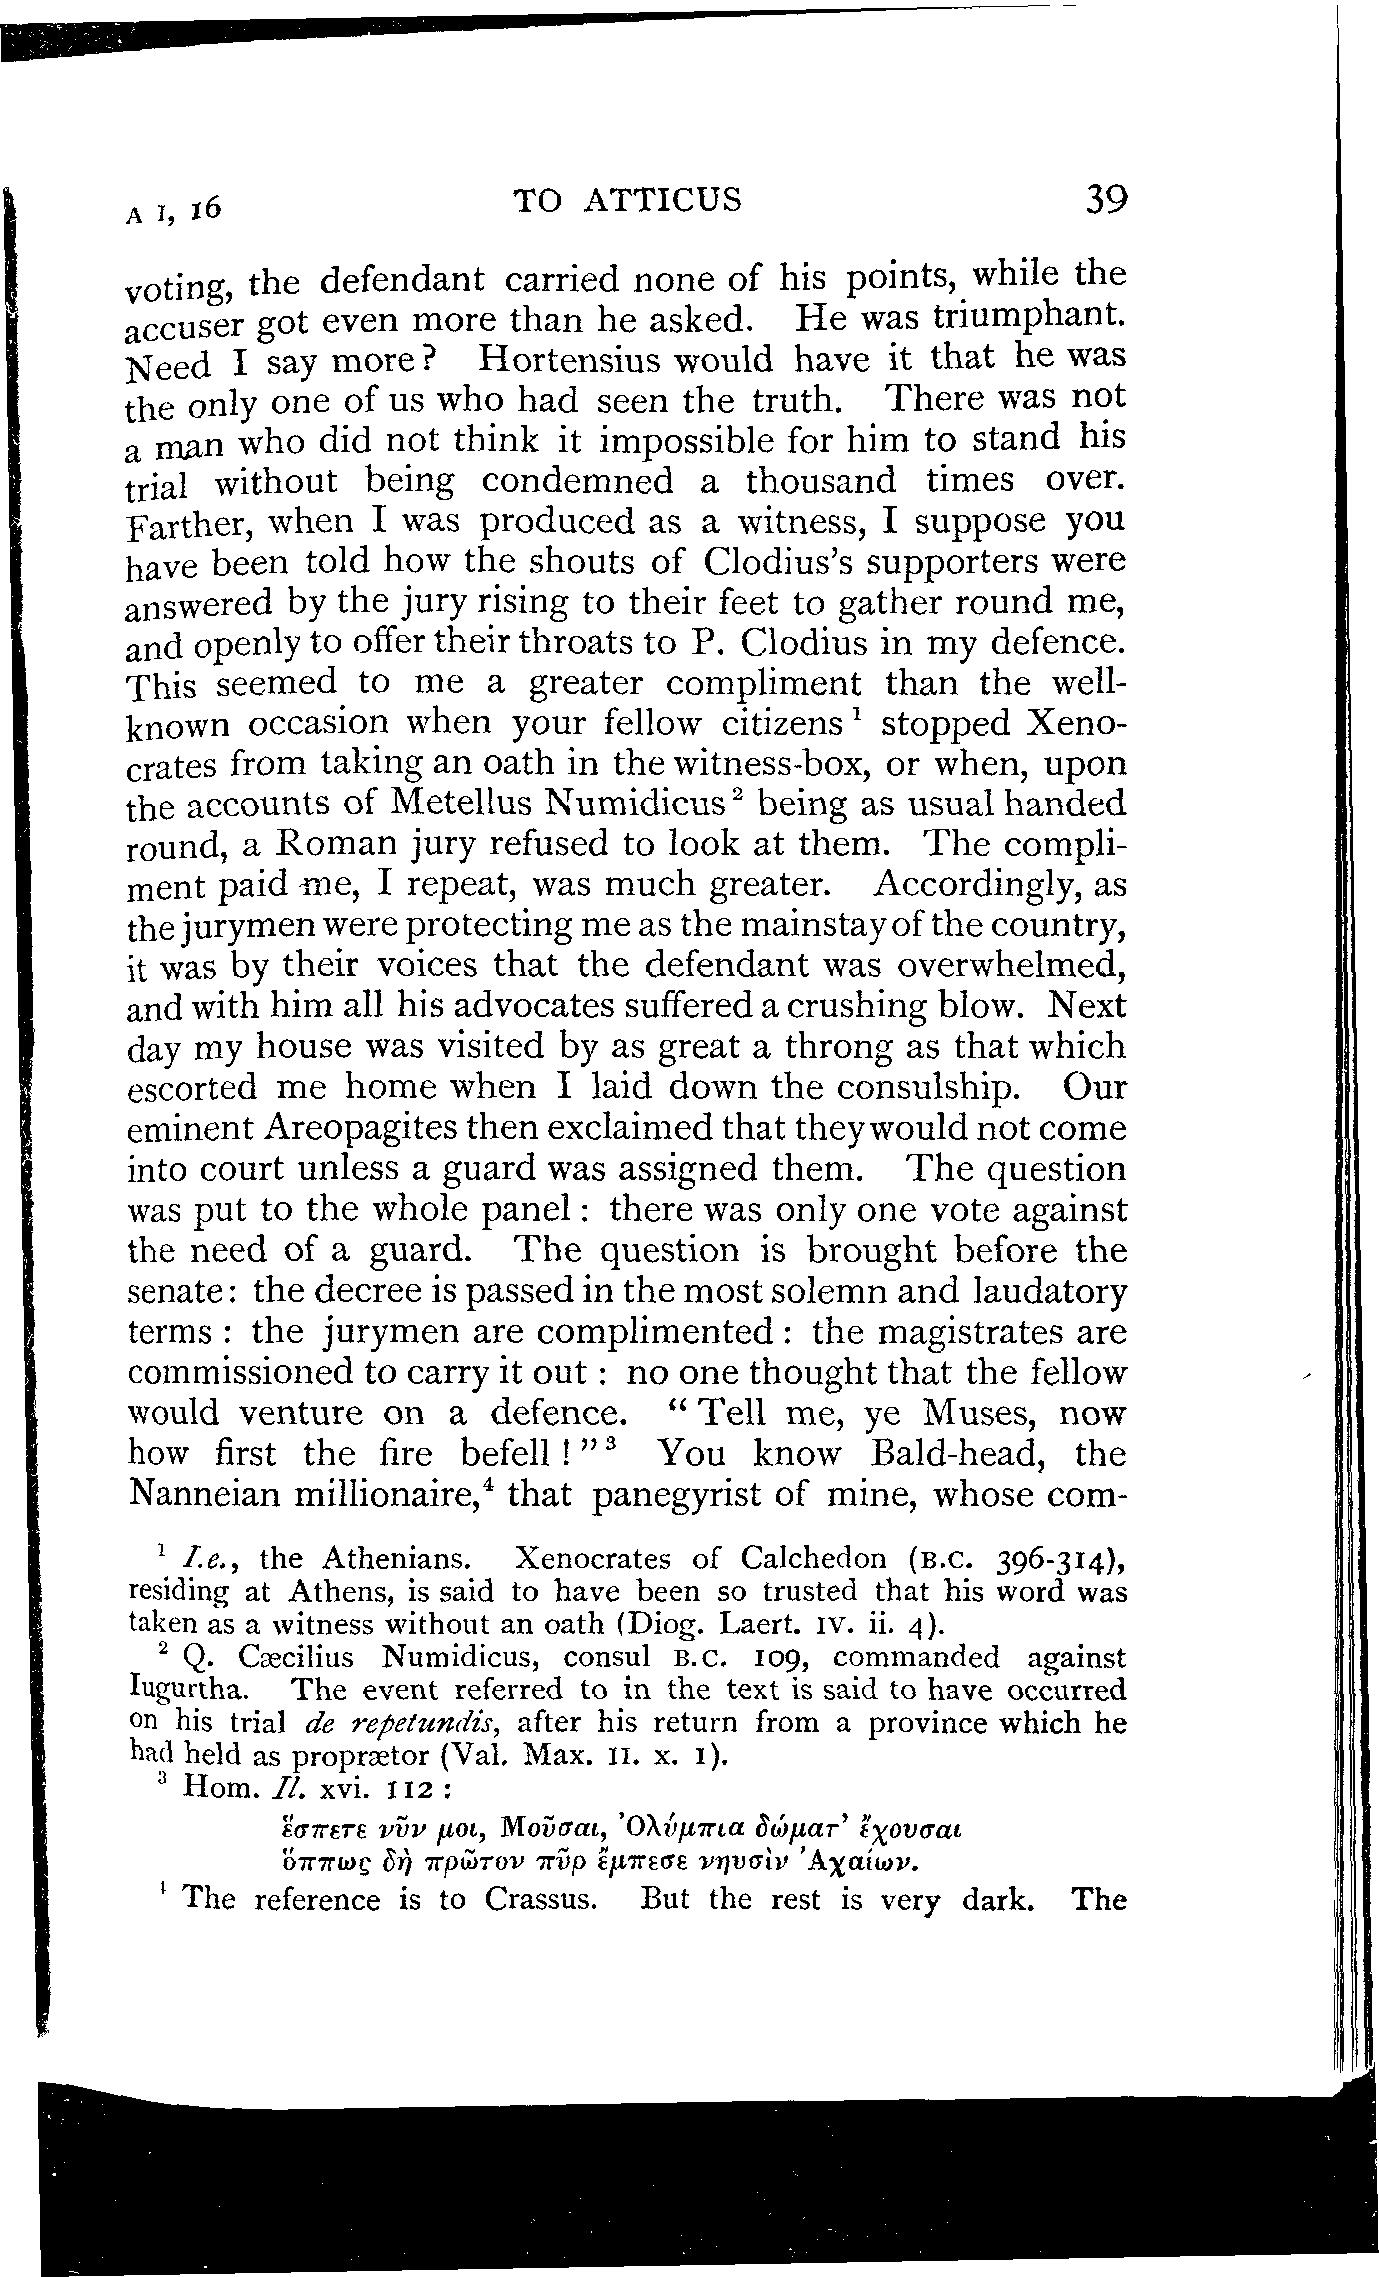 A I, 16 TO ATTICUS 39
voting, the defendant carried none of his points, while the
accuser got even more than he asked. He was triumphant.
Need I say more? Hortensius would have it that he was
the only one of us who had seen the truth. There was not
a man who did not think it impossible for him to stand his
trial without being condemned a thousand times over.
Farther, when I was produced as a witness, I suppose you
have been told how the shouts of Clodius's supporters were
answered by the jury rising to their feet to gather round me,
and openly to offer their throats to P. Clodius in my defence.
This seemed to me a greater compliment than the well-
known occasion when your fellow citizens ¹ stopped Xeno-
crates from taking an oath in the witness-box, or when, upon
the accounts of Metellus Numidicus ² being as usual handed
round, a Roman jury refused to look at them. The compli-
ment paid me, I repeat, was much greater. Accordingly, as
the jurymen were protecting me as the mainstay of the country,
it was by their voices that the defendant was overwhelmed,
and with him all his advocates suffered a crushing blow. Next
day my house was visited by as great a throng as that which
escorted me home when I laid down the consulship. Our
eminent Areopagites then exclaimed that they would not come
into court unless a guard was assigned them. The question
was put to the whole panel : there was only one vote against
the need of a guard. The question is brought before the
senate: the decree is passed in the most solemn and laudatory
terms : the jurymen are complimented : the magistrates are
commissioned to carry it out : no one thought that the fellow
would venture on a defence. " Tell me, ye Muses, now
how first the fire befell ! " ³ You know Bald-head, the
Nanneian millionaire,⁴ that panegyrist of mine, whose com-
¹ I.e., the Athenians. Xenocrates of Calchedon (B.C. 396-314),
residing at Athens, is said to have been so trusted that his word was
taken as a witness without an oath (Diog. Laert. IV. ii. 4).
² Q. Cæcilius Numidicus, consul B.C. 109, commanded against
Iugurtha. The event referred to in the text is said to have occurred
on his trial de repetundis, after his return from a province which he
had held as proprætor (Val. Max. II. x. 1).
³ Hom. Il. xvi. 112 :
ἔσπετε νῦν μοι, Μοῦσαι, Ὀλύμπια δώματ' ἔχουσαι
ὅππως δὴ πρῶτον πῦρ ἔμπεσε νηυσὶν Ἀχαίων.
⁴ The reference is to Crassus. But the rest is very dark. The